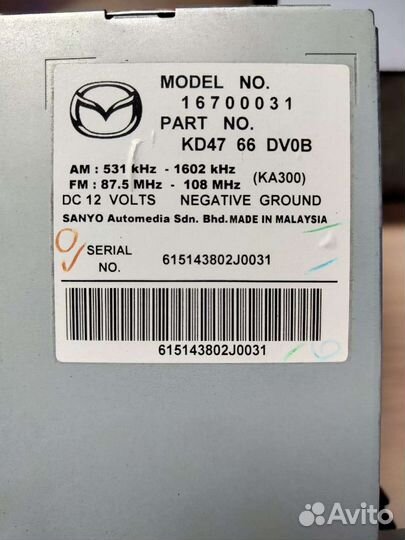 MODEL NO.
16700031
PART NO.
KD47 66 DV0B
AM : 531 kHz - 1602 kHz
FM : 87.5 MHz - 108 MHz (KA300)
DC 12 VOLTS NEGATIVE GROUND
SANYO Automedia Sdn. Bhd. MADE IN MALAYSIA
SERIAL NO. 615143802J0031
615143802J0031
Avito